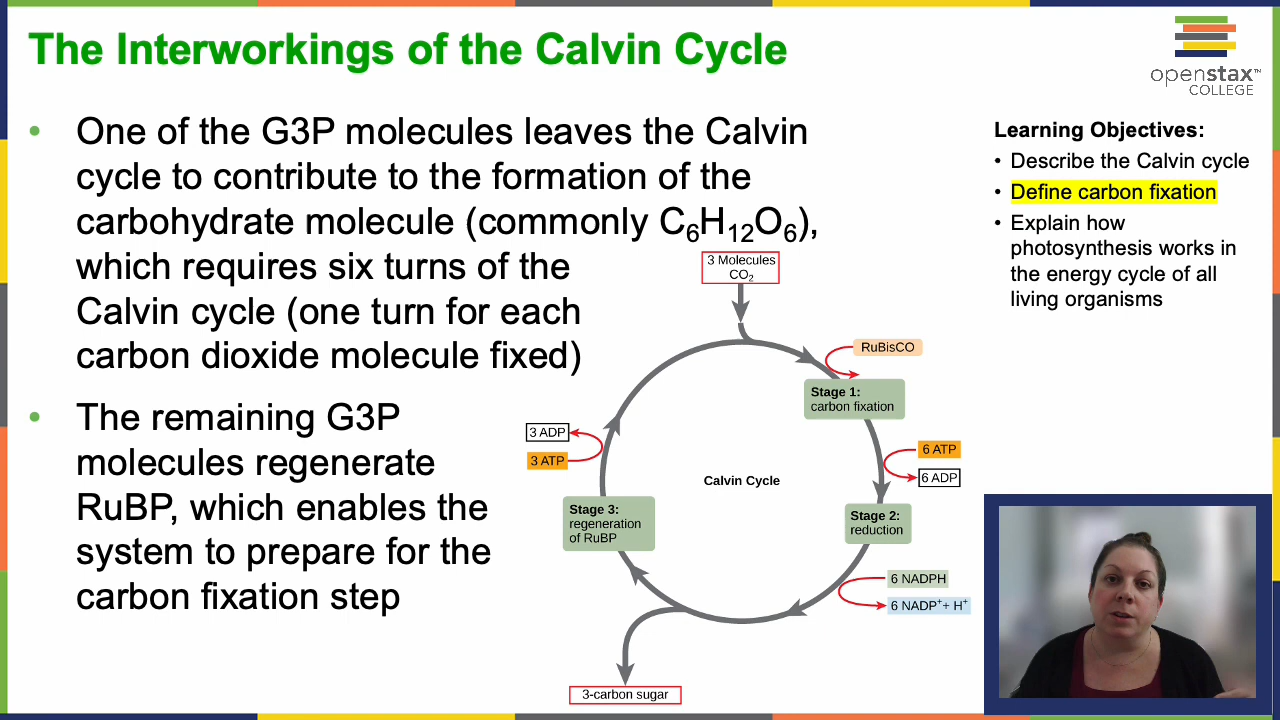 The Interworkings of the Calvin Cycle
openstax™
COLLEGE
• One of the G3P molecules leaves the Calvin
cycle to contribute to the formation of the
carbohydrate molecule (commonly C₆H₁₂O₆),
which requires six turns of the
Calvin cycle (one turn for each
carbon dioxide molecule fixed)
• The remaining G3P
molecules regenerate
RuBP, which enables the
system to prepare for the
carbon fixation step
Learning Objectives:
• Describe the Calvin cycle
• Define carbon fixation
• Explain how
photosynthesis works in
the energy cycle of all
living organisms
3 Molecules
CO₂
RuBisCO
Stage 1:
carbon fixation
3 ADP
3 ATP
6 ATP
6 ADP
Calvin Cycle
Stage 3:
regeneration
of RuBP
Stage 2:
reduction
6 NADPH
6 NADP⁺+ H⁺
3-carbon sugar